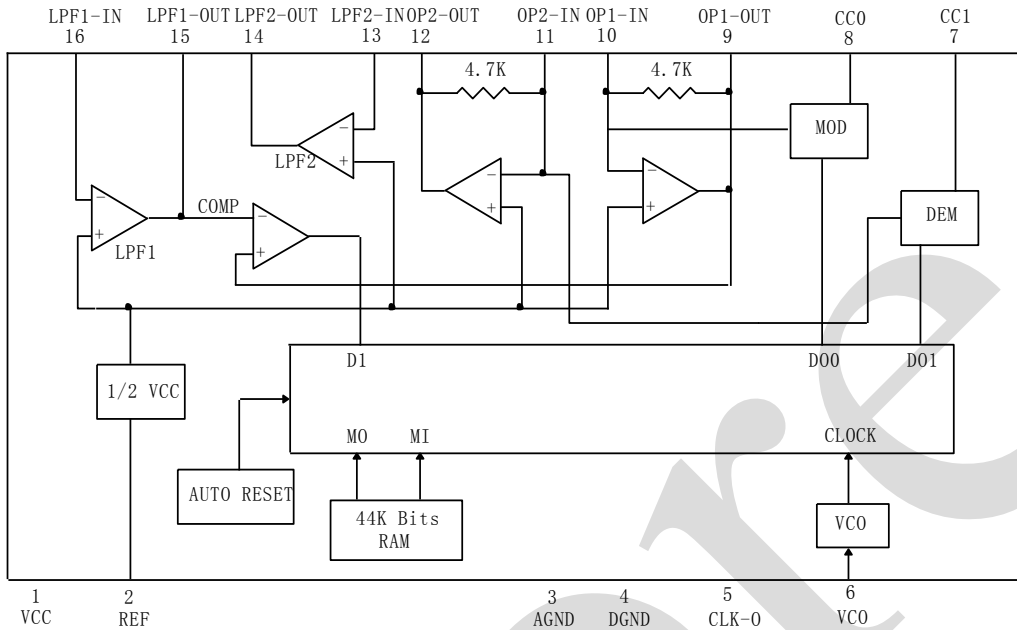 LPF1-IN LPF1-OUT LPF2-OUT LPF2-IN OP2-OUT OP2-IN OP1-IN OP1-OUT CC0 CC1
16 15 14 13 12 11 10 9 8 7
4.7K 4.7K
MOD
LPF2
COMP
DEM
LPF1
D1 DO0 DO1
1/2 VCC
MO MI CLOCK
AUTO RESET
44K Bits
RAM
VCO
1 2 3 4 5 6
VCC REF AGND DGND CLK-O VCO